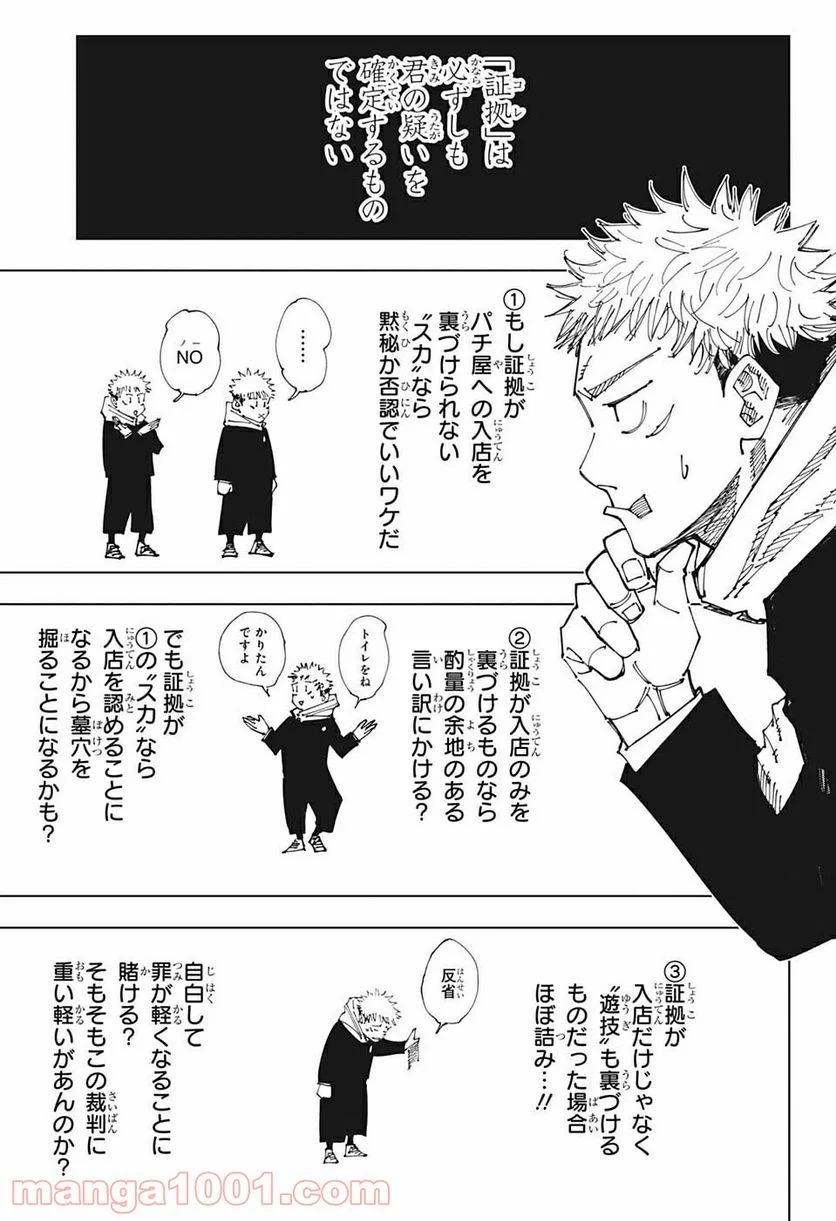 「証拠」は
必ずしも
君の疑いを
確定するもの
ではない
①もし証拠が
パチ屋への入店を
裏づけられない
〝スカ〟なら
黙秘か否認でいいワケだ
……
NO
②証拠が入店のみを
裏づけるものなら
酌量の余地のある
言い訳にかける？
トイレをね
かりたん
ですよ
でも証拠が
①の〝スカ〟なら
入店を認めることに
なるから墓穴を
掘ることになるかも？
③証拠が
入店だけじゃなく
〝遊技〟も裏づける
ものだった場合
ほぼ詰み…!!
反省
自白して
罪が軽くなることに
賭ける？
そもそもこの裁判に
重い軽いがあんのか？
manga1001.com